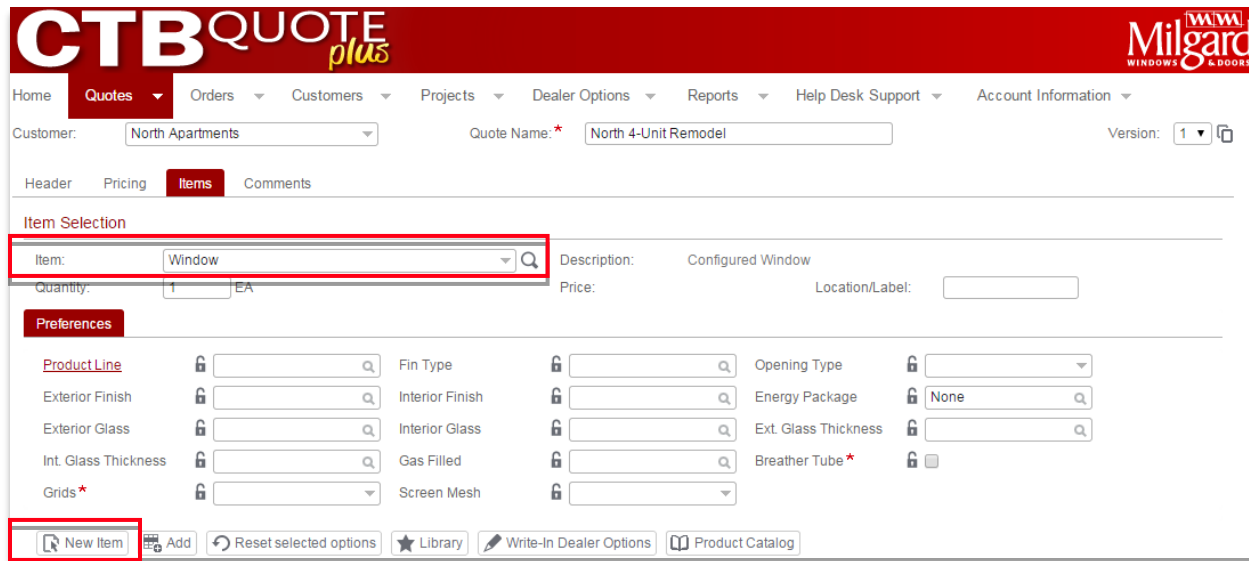 CTBQUOTE plus
Milgard
WINDOWS & DOORS
Home Quotes Orders Customers Projects Dealer Options Reports Help Desk Support Account Information
Customer: North Apartments Quote Name:* North 4-Unit Remodel Version: 1
Header Pricing Items Comments
Item Selection
Item: Window Description: Configured Window
Quantity: 1 EA Price: Location/Label:
Preferences
Product Line Fin Type Opening Type
Exterior Finish Interior Finish Energy Package None
Exterior Glass Interior Glass Ext. Glass Thickness
Int. Glass Thickness Gas Filled Breather Tube*
Grids* Screen Mesh
New Item Add Reset selected options Library Write-In Dealer Options Product Catalog